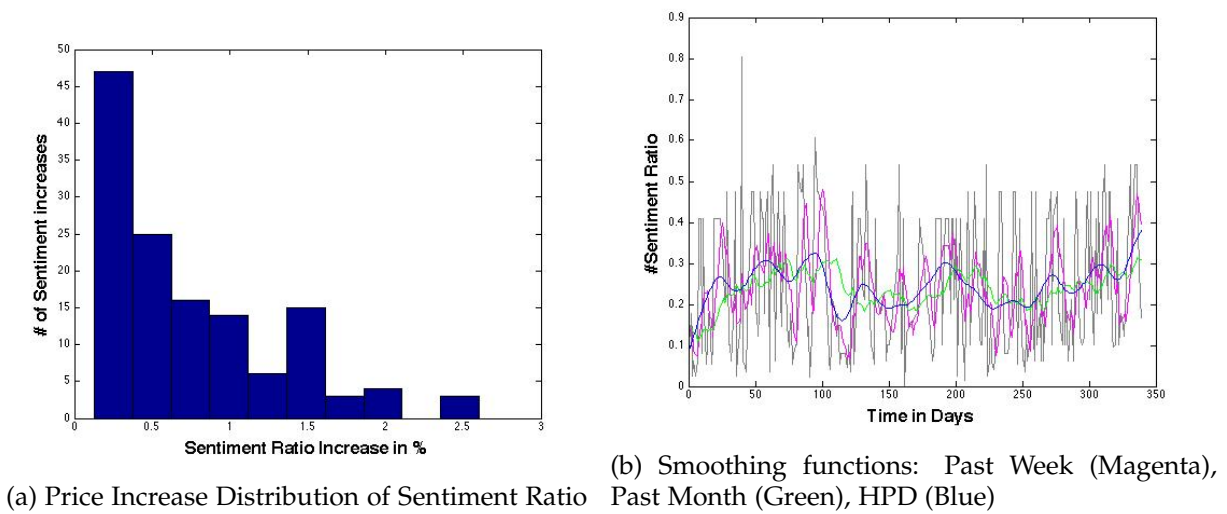 50
45
40
35
30
25
20
15
10
5
0
# of Sentiment increases
0 0.5 1 1.5 2 2.5 3
Sentiment Ratio Increase in %
(a) Price Increase Distribution of Sentiment Ratio
0.9
0.8
0.7
0.6
0.5
0.4
0.3
0.2
0.1
0
#Sentiment Ratio
0 50 100 150 200 250 300 350
Time in Days
(b) Smoothing functions: Past Week (Magenta),
Past Month (Green), HPD (Blue)